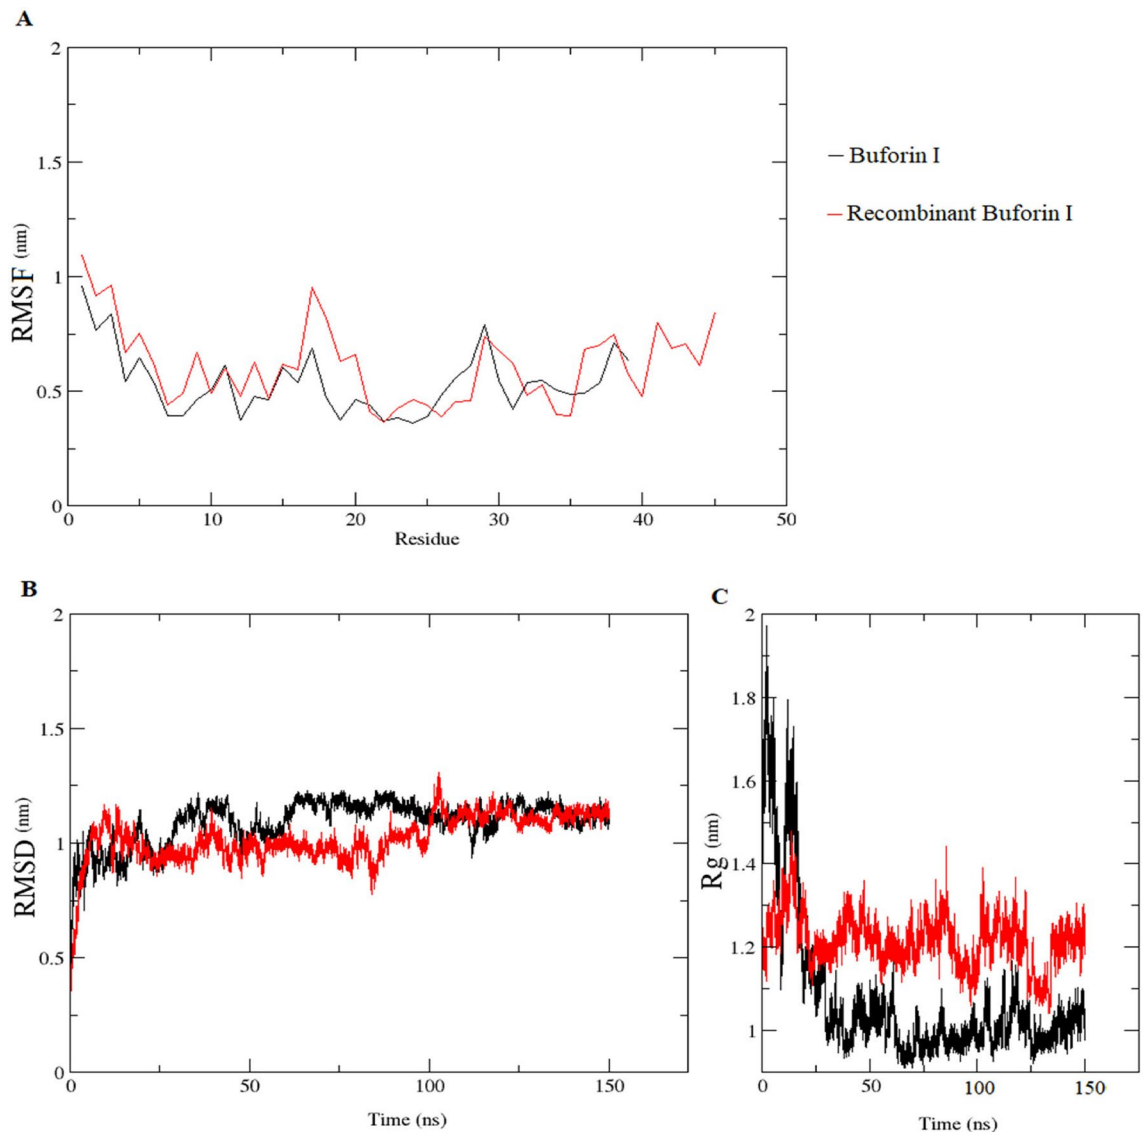 A
2
1.5
1
0.5
0
RMSF (nm)
0 10 20 30 40 50
Residue
Buforin I
Recombinant Buforin I
B
2
1.5
1
0.5
0
RMSD (nm)
0 50 100 150
Time (ns)
C
2
1.8
1.6
1.4
1.2
1
Rg (nm)
0 50 100 150
Time (ns)